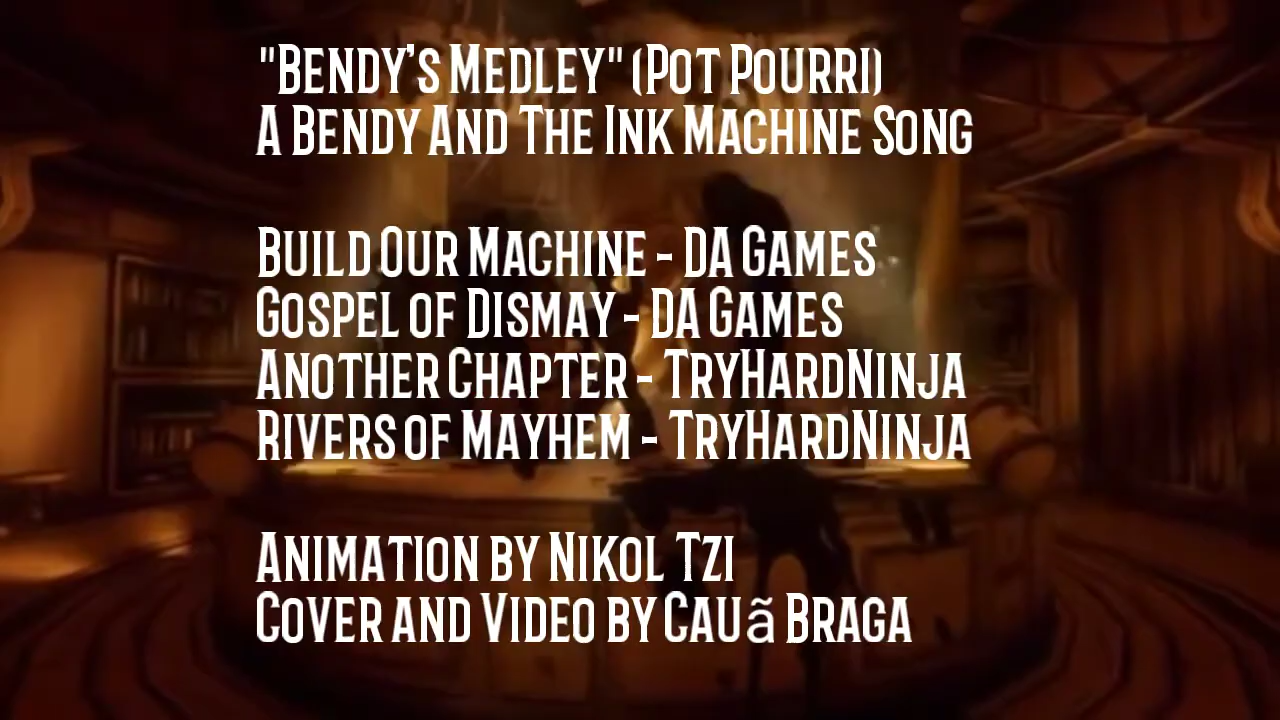 "Bendy's Medley" (Pot Pourri)
A Bendy And The Ink Machine Song
Build Our Machine - DA Games
Gospel of Dismay - DA Games
Another Chapter - TryHardNinja
Rivers of Mayhem - TryHardNinja
Animation by Nikol Tzi
Cover and Video by Cauã Braga